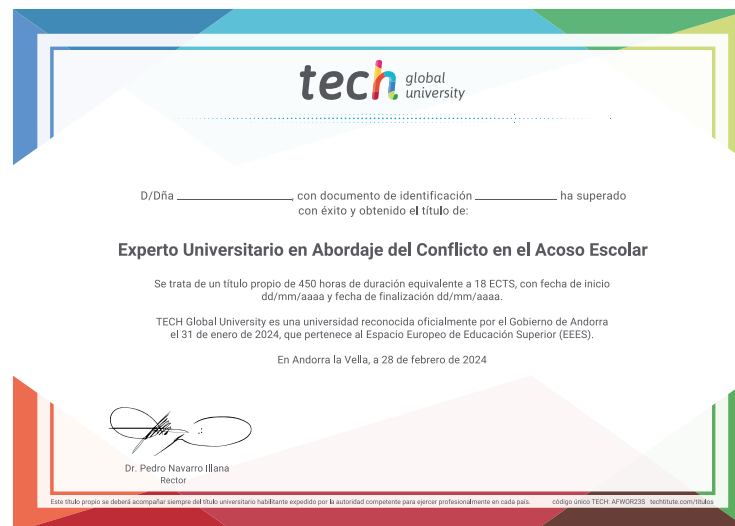 tech global university
D/Dña ________________, con documento de identificación ____________ ha superado
con éxito y obtenido el título de:
Experto Universitario en Abordaje del Conflicto en el Acoso Escolar
Se trata de un título propio de 450 horas de duración equivalente a 18 ECTS, con fecha de inicio
dd/mm/aaaa y fecha de finalización dd/mm/aaaa.
TECH Global University es una universidad reconocida oficialmente por el Gobierno de Andorra
el 31 de enero de 2024, que pertenece al Espacio Europeo de Educación Superior (EEES).
En Andorra la Vella, a 28 de febrero de 2024
Dr. Pedro Navarro Illana
Rector
Este título propio se deberá acompañar siempre del título universitario habilitante expedido por la autoridad competente para ejercer profesionalmente en cada país. código único TECH: AFWOR23S techtitute.com/titulos